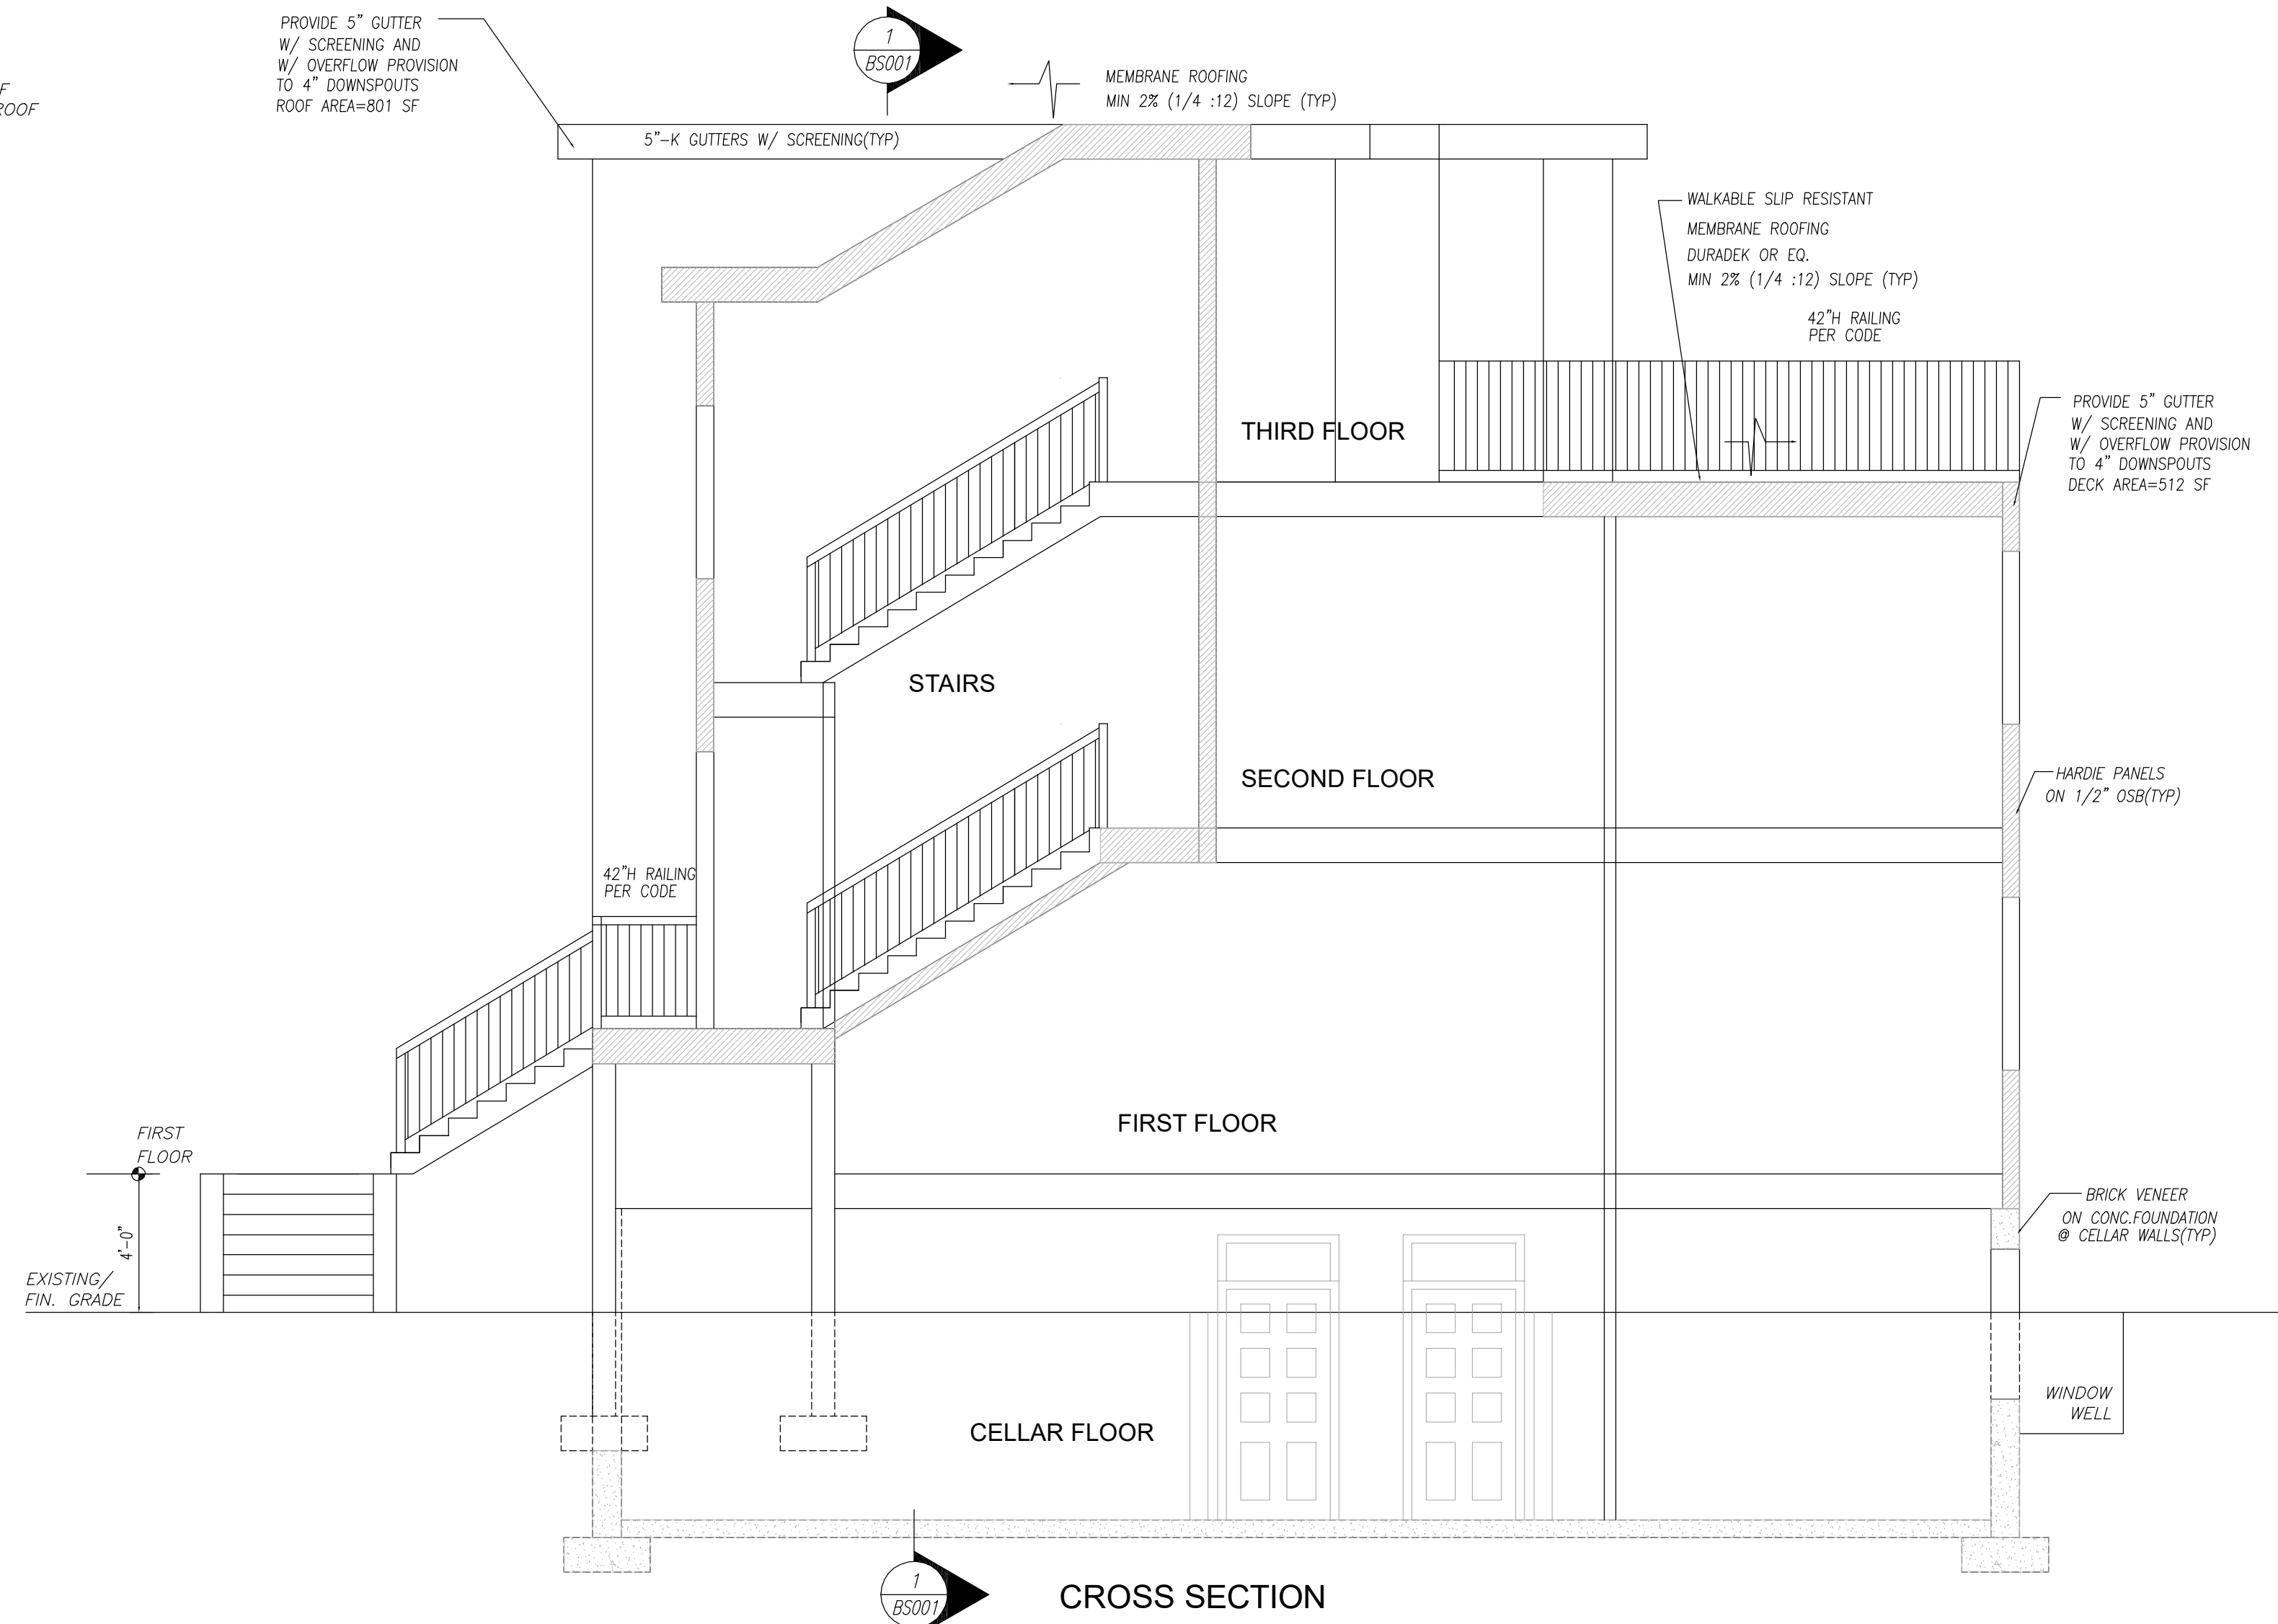 PROVIDE 5" GUTTER
W/ SCREENING AND
W/ OVERFLOW PROVISION
TO 4" DOWNSPOUTS
ROOF AREA=801 SF
F
ROOF
1
BS001
MEMBRANE ROOFING
MIN 2% (1/4 :12) SLOPE (TYP)
5"-K GUTTERS W/ SCREENING(TYP)
WALKABLE SLIP RESISTANT
MEMBRANE ROOFING
DURADEK OR EQ.
MIN 2% (1/4 :12) SLOPE (TYP)
42"H RAILING
PER CODE
PROVIDE 5" GUTTER
W/ SCREENING AND
W/ OVERFLOW PROVISION
TO 4" DOWNSPOUTS
DECK AREA=512 SF
THIRD FLOOR
STAIRS
SECOND FLOOR
HARDIE PANELS
ON 1/2" OSB(TYP)
42"H RAILING
PER CODE
FIRST FLOOR
FIRST
FLOOR
4'-0"
EXISTING/
FIN. GRADE
BRICK VENEER
ON CONC.FOUNDATION
@ CELLAR WALLS(TYP)
WINDOW
WELL
CELLAR FLOOR
1
BS001
CROSS SECTION